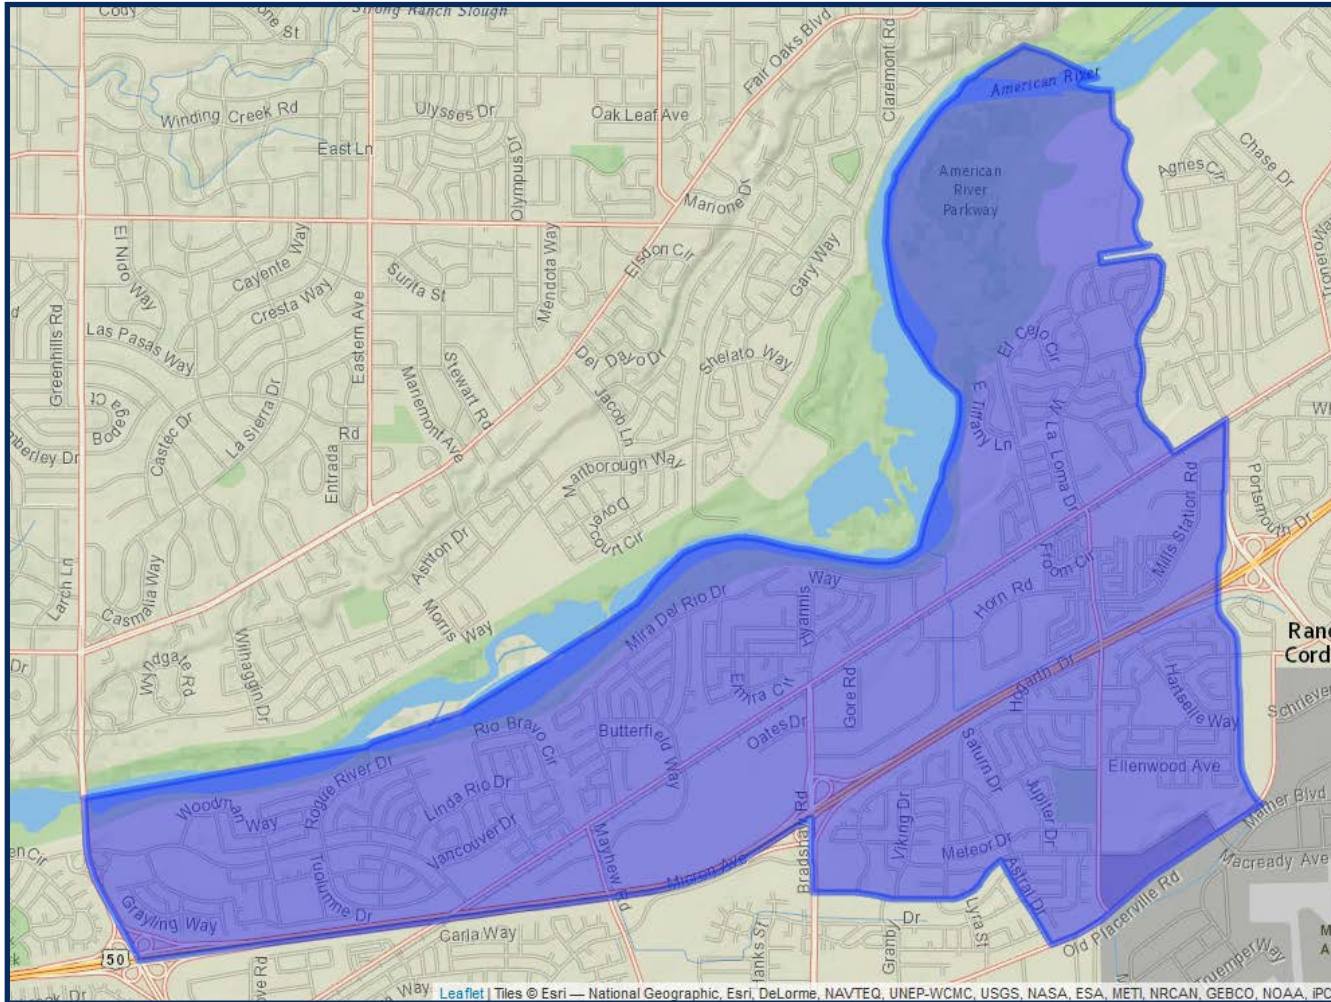 Cody
St
Strong Ranch Slough
Fair Oaks Blvd
Claremont Rd
American River
Winding Creek Rd
Ulysses Dr
Oak Leaf Ave
East Ln
Olympus Dr
Chase Dr
Agnes Cir
American
River
Parkway
Marione Dr
El Nido Way
Cayente Way
Surita St
Mendota Way
Elsdon Cir
Gary Way
Cresta Way
Las Pasas Way
Greenhills Rd
Eastern Ave
Stewart Rd
Del Dayo Dr
Shelato Way
El Cejo Cir
Mariemont Ave
Jacob Ln
E Tiffany Ln
W La Loma Dr
Bodega Ct
Castec Dr
La Sierra Dr
Entrada Rd
Marlborough Way
Dovercourt Cir
Mills Station Rd
Portsmouth Dr
Ashton Dr
Larch Ln
Casmalia Way
Morris Way
Mira Del Rio Dr
Hyannis Way
Horn Rd
Froom Cir
Wyndgate Rd
Wilhaggin Dr
Elmira Cir
Gore Rd
Hogarth Dr
Hartselle Way
Rio Bravo Cir
Butterfield Way
Oates Dr
Saturn Dr
Ellenwood Ave
Rogue River Dr
Linda Rio Dr
Woodman Way
Vancouver Dr
Mayhew Rd
Bradshaw Rd
Viking Dr
Jupiter Dr
Meteor Dr
Mather Blvd
Macready Ave
Tuolumne Dr
Micron Ave
Astral Dr
Old Placerville Rd
Grayling Way
Carla Way
Hanks St
Granby Dr
Lyra St
50
Leaflet | Tiles © Esri — National Geographic, Esri, DeLorme, NAVTEQ, UNEP-WCMC, USGS, NASA, ESA, METI, NRCAN, GEBCO, NOAA, iPC